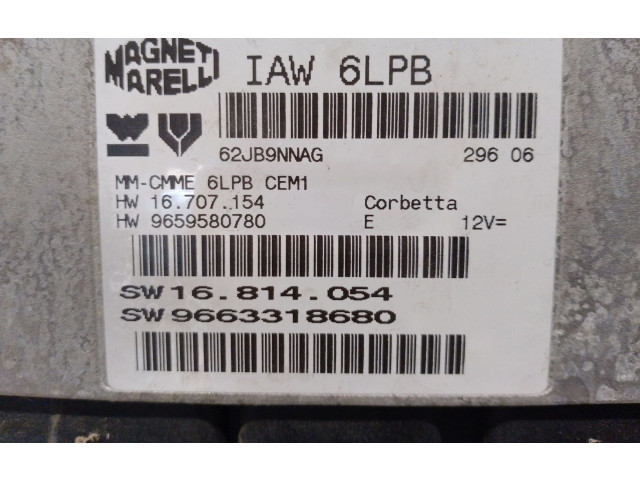 MAGNETI MARELLI
IAW 6LPB
62JB9NNAG 296 06
MM-CMME 6LPB CEM1
HW 16.707.154 Corbetta
HW 9659580780 E 12V=
SW 16.814.054
SW 9663318680